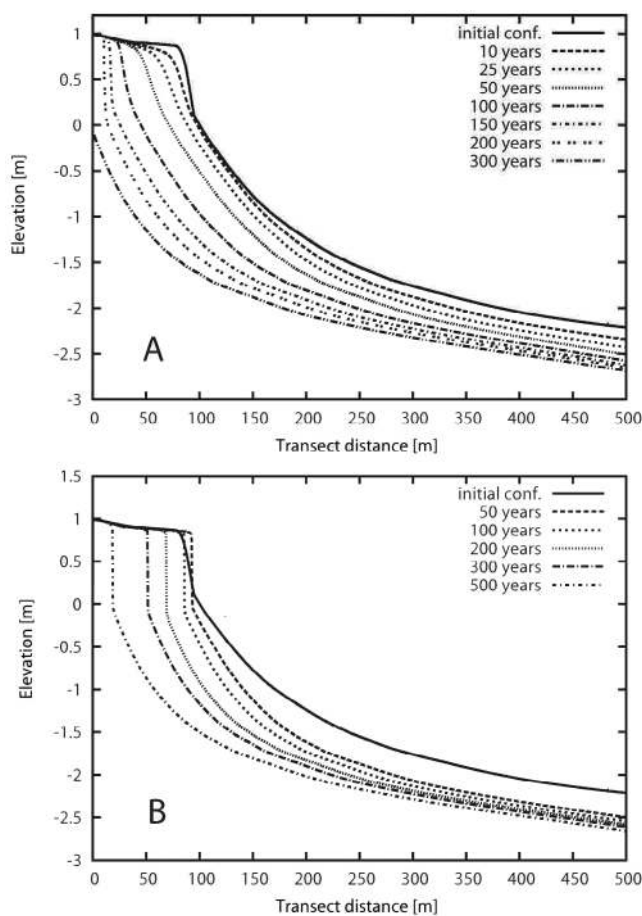 initial conf.
10 years
25 years
50 years
100 years
150 years
200 years
300 years
1
0.5
0
-0.5
-1
-1.5
-2
-2.5
-3
Elevation [m]
A
0 50 100 150 200 250 300 350 400 450 500
Transect distance [m]
1.5
1
0.5
0
-0.5
-1
-1.5
-2
-2.5
-3
Elevation [m]
initial conf.
50 years
100 years
200 years
300 years
500 years
B
0 50 100 150 200 250 300 350 400 450 500
Transect distance [m]